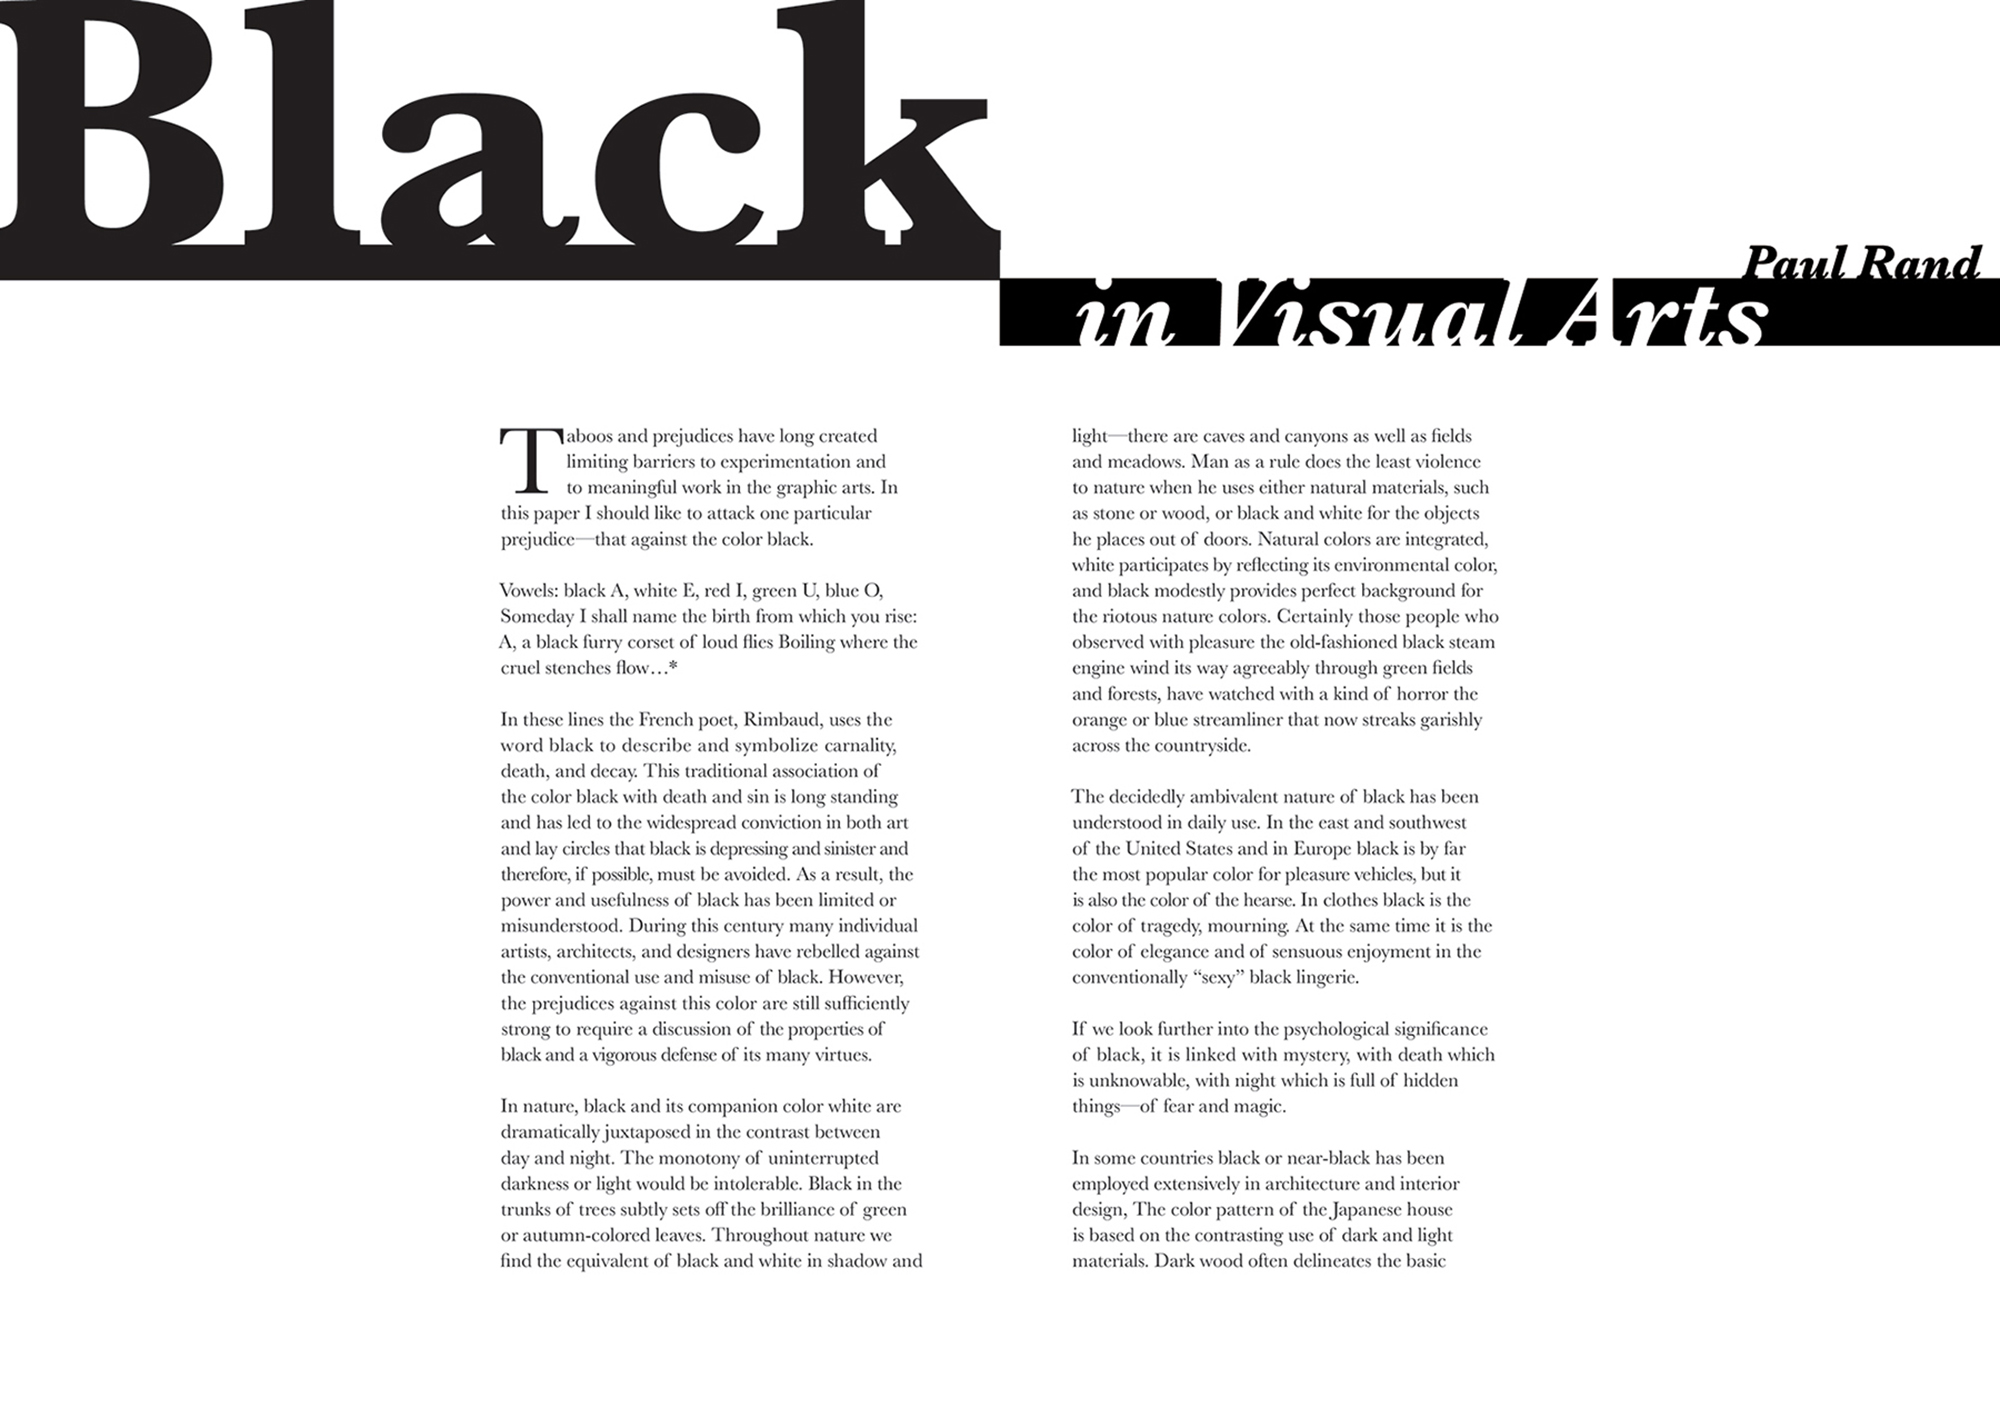 Black
in Visual Arts
Paul Rand
Taboos and prejudices have long created
limiting barriers to experimentation and
to meaningful work in the graphic arts. In
this paper I should like to attack one particular
prejudice—that against the color black.
Vowels: black A, white E, red I, green U, blue O,
Someday I shall name the birth from which you rise:
A, a black furry corset of loud flies Boiling where the
cruel stenches flow…*
In these lines the French poet, Rimbaud, uses the
word black to describe and symbolize carnality,
death, and decay. This traditional association of
the color black with death and sin is long standing
and has led to the widespread conviction in both art
and lay circles that black is depressing and sinister and
therefore, if possible, must be avoided. As a result, the
power and usefulness of black has been limited or
misunderstood. During this century many individual
artists, architects, and designers have rebelled against
the conventional use and misuse of black. However,
the prejudices against this color are still sufficiently
strong to require a discussion of the properties of
black and a vigorous defense of its many virtues.
In nature, black and its companion color white are
dramatically juxtaposed in the contrast between
day and night. The monotony of uninterrupted
darkness or light would be intolerable. Black in the
trunks of trees subtly sets off the brilliance of green
or autumn-colored leaves. Throughout nature we
find the equivalent of black and white in shadow and
light—there are caves and canyons as well as fields
and meadows. Man as a rule does the least violence
to nature when he uses either natural materials, such
as stone or wood, or black and white for the objects
he places out of doors. Natural colors are integrated,
white participates by reflecting its environmental color,
and black modestly provides perfect background for
the riotous nature colors. Certainly those people who
observed with pleasure the old-fashioned black steam
engine wind its way agreeably through green fields
and forests, have watched with a kind of horror the
orange or blue streamliner that now streaks garishly
across the countryside.
The decidedly ambivalent nature of black has been
understood in daily use. In the east and southwest
of the United States and in Europe black is by far
the most popular color for pleasure vehicles, but it
is also the color of the hearse. In clothes black is the
color of tragedy, mourning. At the same time it is the
color of elegance and of sensuous enjoyment in the
conventionally “sexy” black lingerie.
If we look further into the psychological significance
of black, it is linked with mystery, with death which
is unknowable, with night which is full of hidden
things—of fear and magic.
In some countries black or near-black has been
employed extensively in architecture and interior
design, The color pattern of the Japanese house
is based on the contrasting use of dark and light
materials. Dark wood often delineates the basic